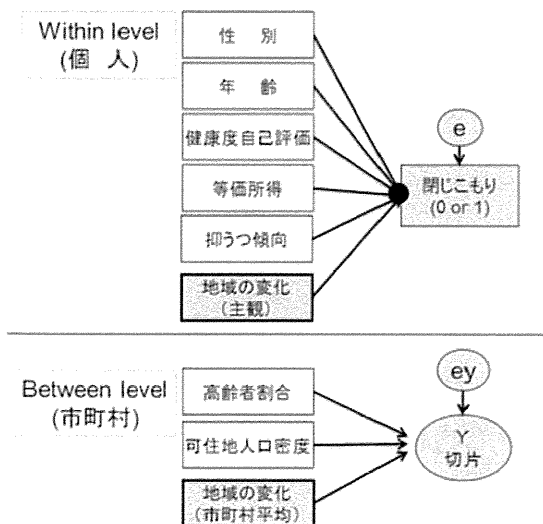 Within level
(個 人)
性 別
年 齢
健康度自己評価
等価所得
抑うつ傾向
地域の変化
(主観)
e
閉じこもり
(0 or 1)
Between level
(市町村)
高齢者割合
可住地人口密度
地域の変化
(市町村平均)
ey
Y
切片